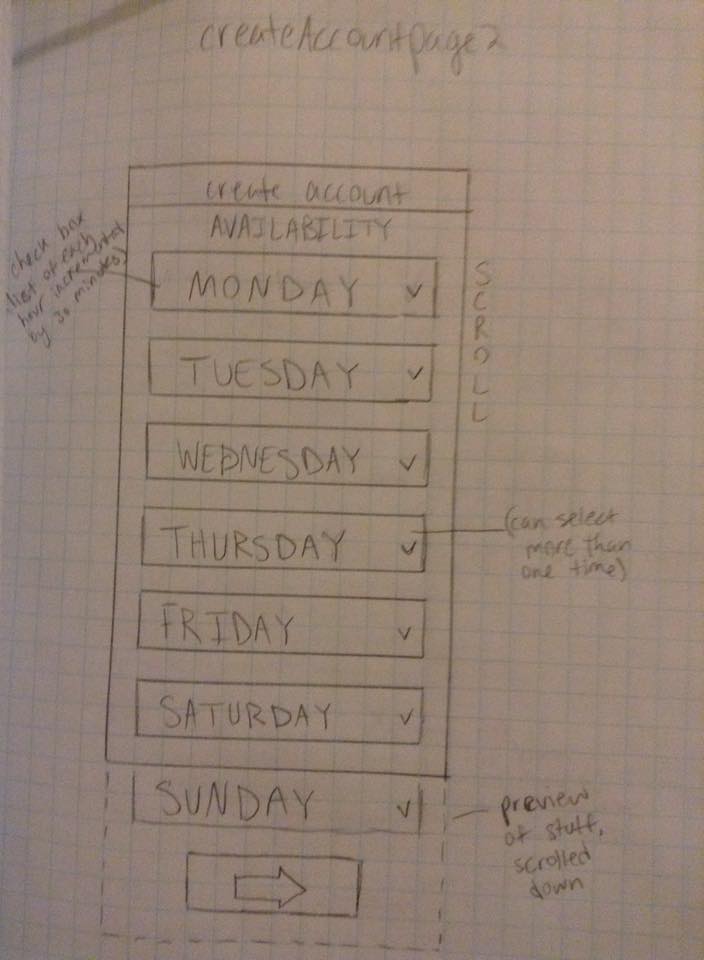 createAccountpage2
create account
AVAILABILITY
check box
list of each
hour incremented
by 30 minutes)
MONDAY
SCROLL
TUESDAY
WEDNESDAY
THURSDAY
(can select
more than
one time)
FRIDAY
SATURDAY
SUNDAY
preview
of stuff,
scrolled
down